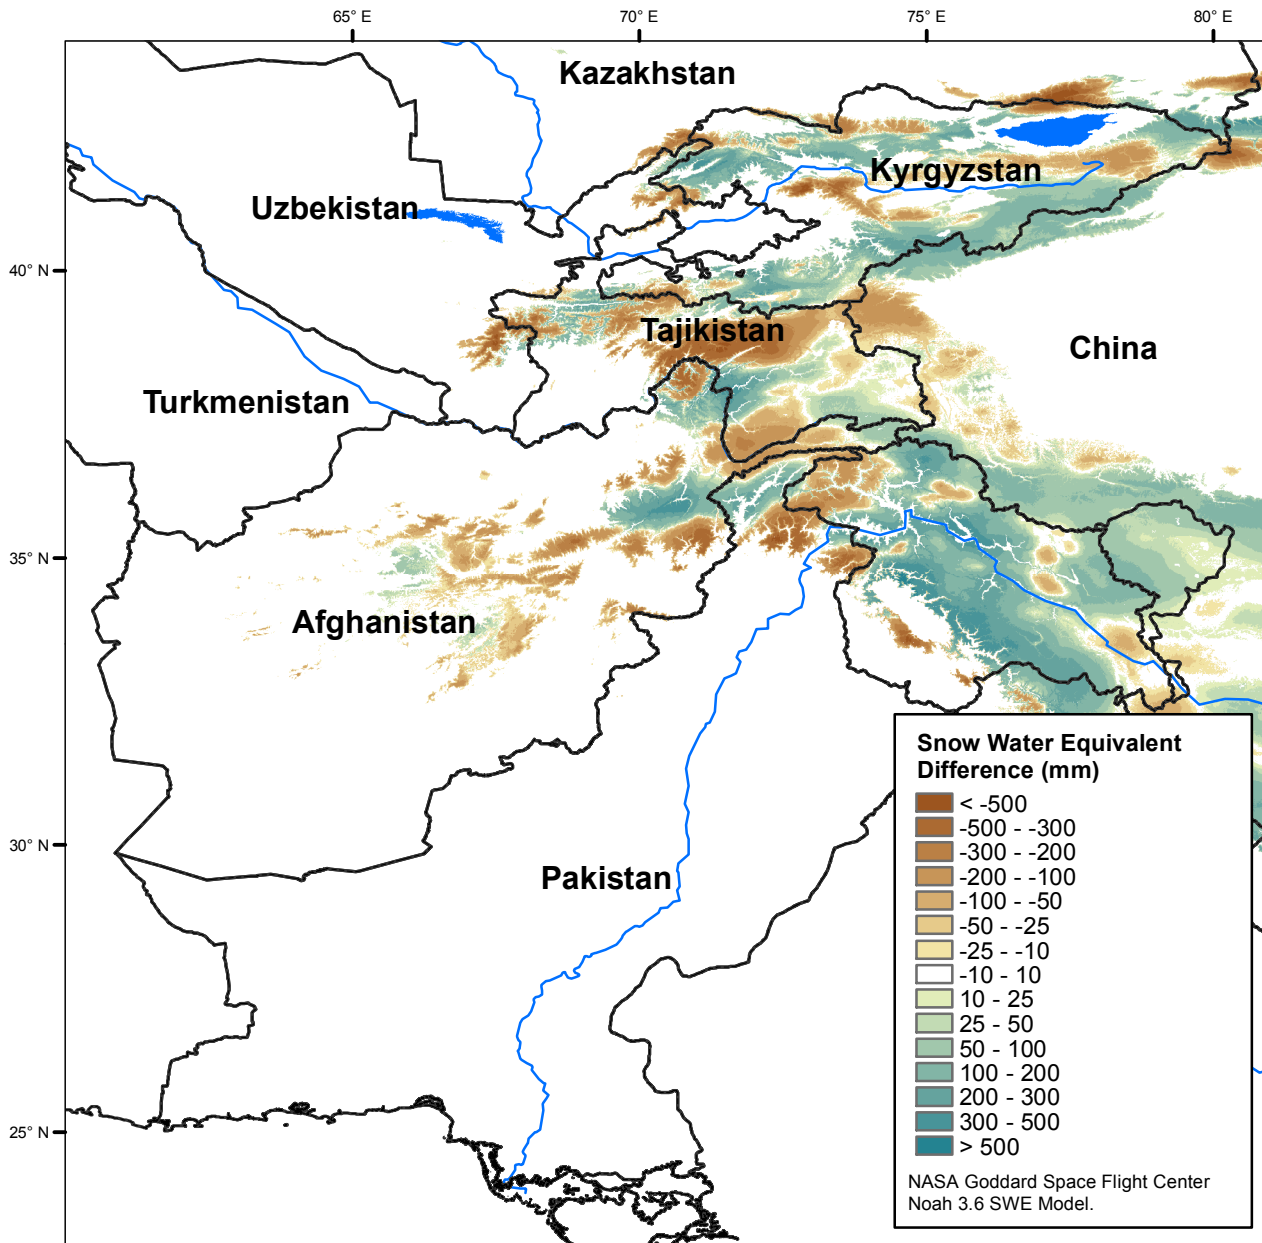 65° E
70° E
75° E
80° E
Kazakhstan
Kyrgyzstan
Uzbekistan
40° N
Tajikistan
China
Turkmenistan
35° N
Afghanistan
30° N
Pakistan
25° N
Snow Water Equivalent
Difference (mm)
< -500
-500 - -300
-300 - -200
-200 - -100
-100 - -50
-50 - -25
-25 - -10
-10 - 10
10 - 25
25 - 50
50 - 100
100 - 200
200 - 300
300 - 500
> 500
NASA Goddard Space Flight Center
Noah 3.6 SWE Model.